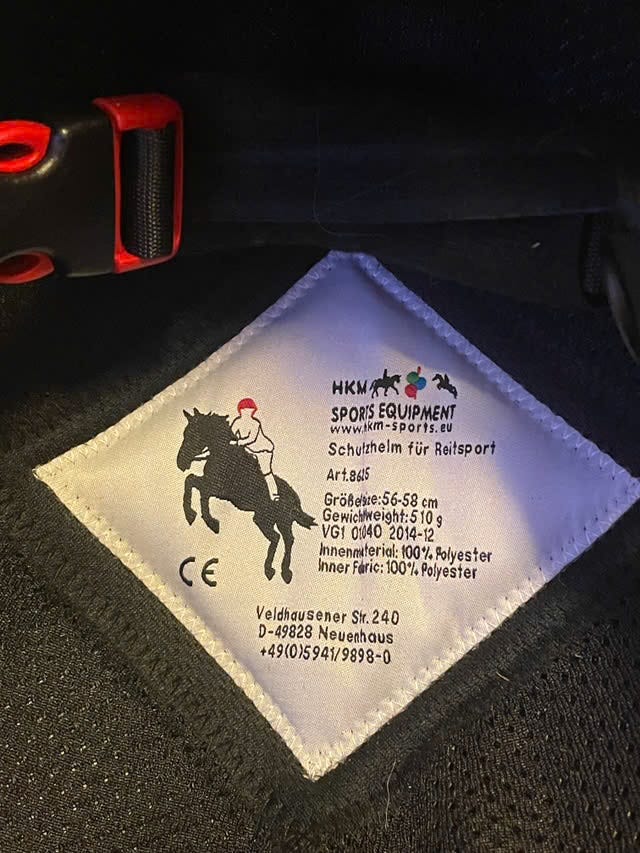 HKM
SPORTS EQUIPMENT
www.hkm-sports.eu
Schutzhelm für Reitsport
Art.8615
Größe/size:56-58 cm
Gewicht/weight:510 g
VG1 01.040 2014-12
Innenmaterial:100% Polyester
Inner Fabric:100% Polyester
CE
Veldhausener Str.240
D-49828 Neuenhaus
+49(0)5941/9898-0